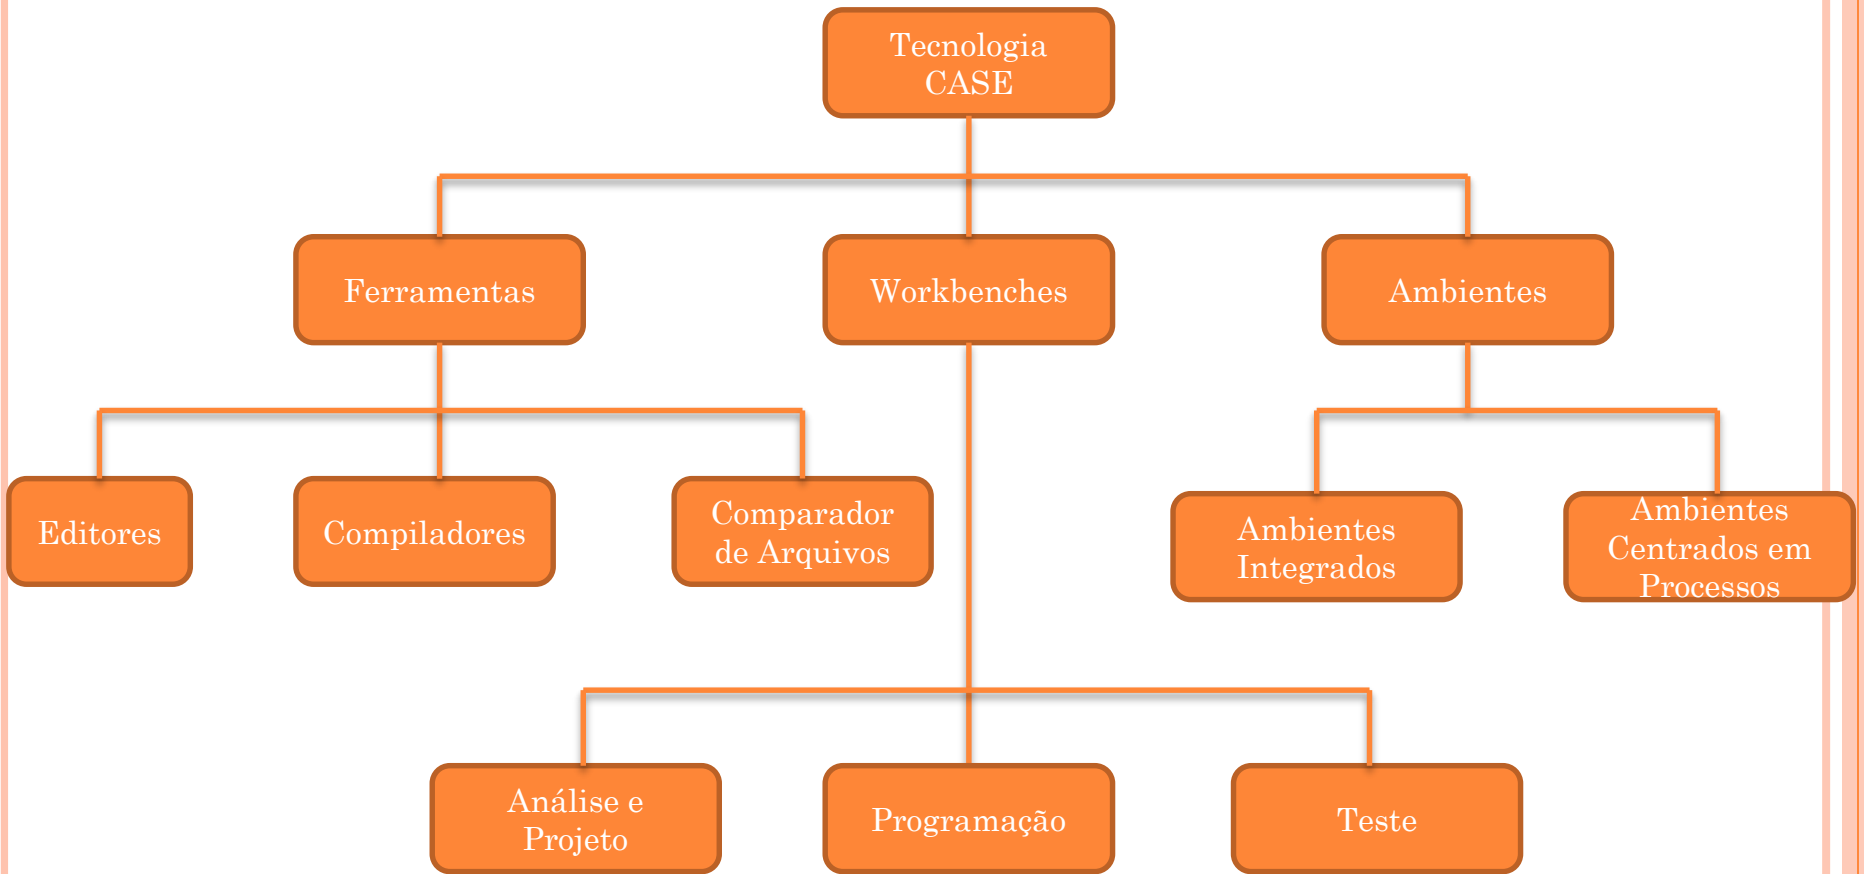 Tecnologia
CASE
Ferramentas
Workbenches
Ambientes
Editores
Compiladores
Comparador
de Arquivos
Ambientes
Integrados
Ambientes
Centrados em
Processos
Análise e
Projeto
Programação
Teste